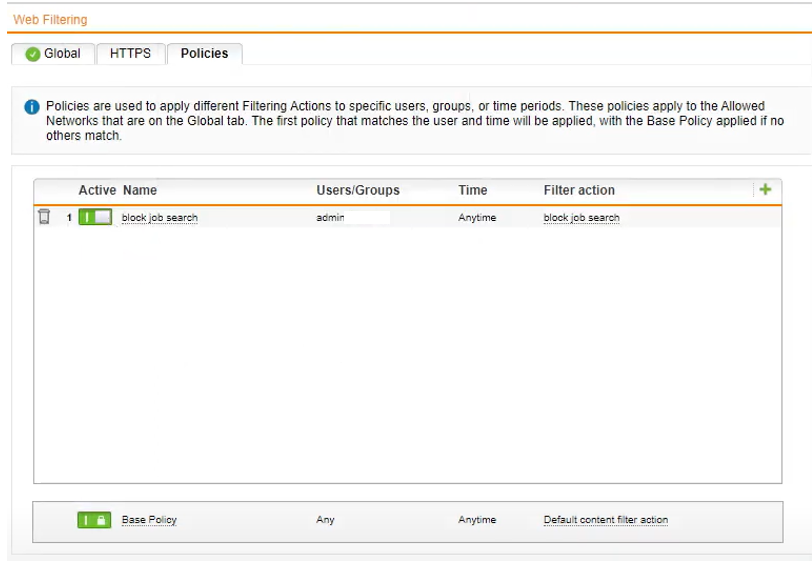 Web Filtering
Global HTTPS Policies
Policies are used to apply different Filtering Actions to specific users, groups, or time periods. These policies apply to the Allowed
Networks that are on the Global tab. The first policy that matches the user and time will be applied, with the Base Policy applied if no
others match.
Active Name Users/Groups Time Filter action
1 block job search admin Anytime block job search
Base Policy Any Anytime Default content filter action